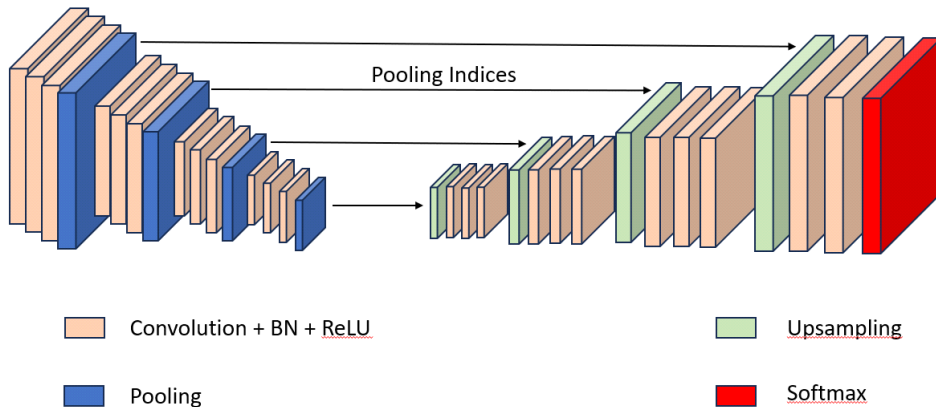 Pooling Indices
Convolution + BN + ReLU
Upsampling
Pooling
Softmax